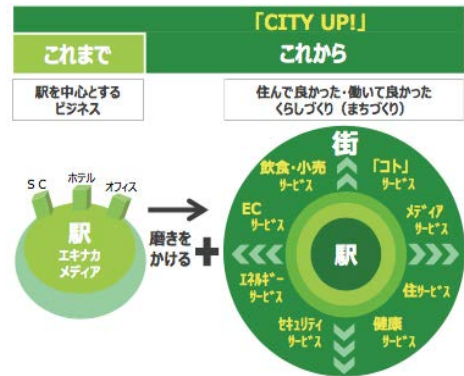 「CITY UP!」
これまで
これから
駅を中心とする
ビジネス
住んで良かった・働いて良かった
くらしづくり（まちづくり）
SC
ホテル
オフィス
駅
エキナカ
メディア
磨きを
かける
+
街
飲食・小売
サービス
「コト」
サービス
EC
サービス
メディア
サービス
駅
エネルギー
サービス
住サービス
セキュリティ
サービス
健康
サービス